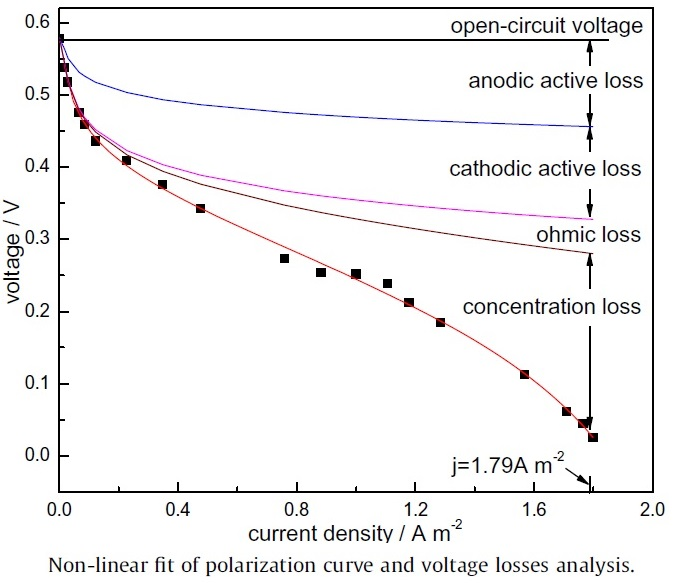 0.6
open-circuit voltage
anodic active loss
0.5
cathodic active loss
0.4
ohmic loss
0.3
voltage / V
concentration loss
0.2
0.1
j=1.79A m-2
0.0
0.0 0.4 0.8 1.2 1.6 2.0
current density / A m-2
Non-linear fit of polarization curve and voltage losses analysis.